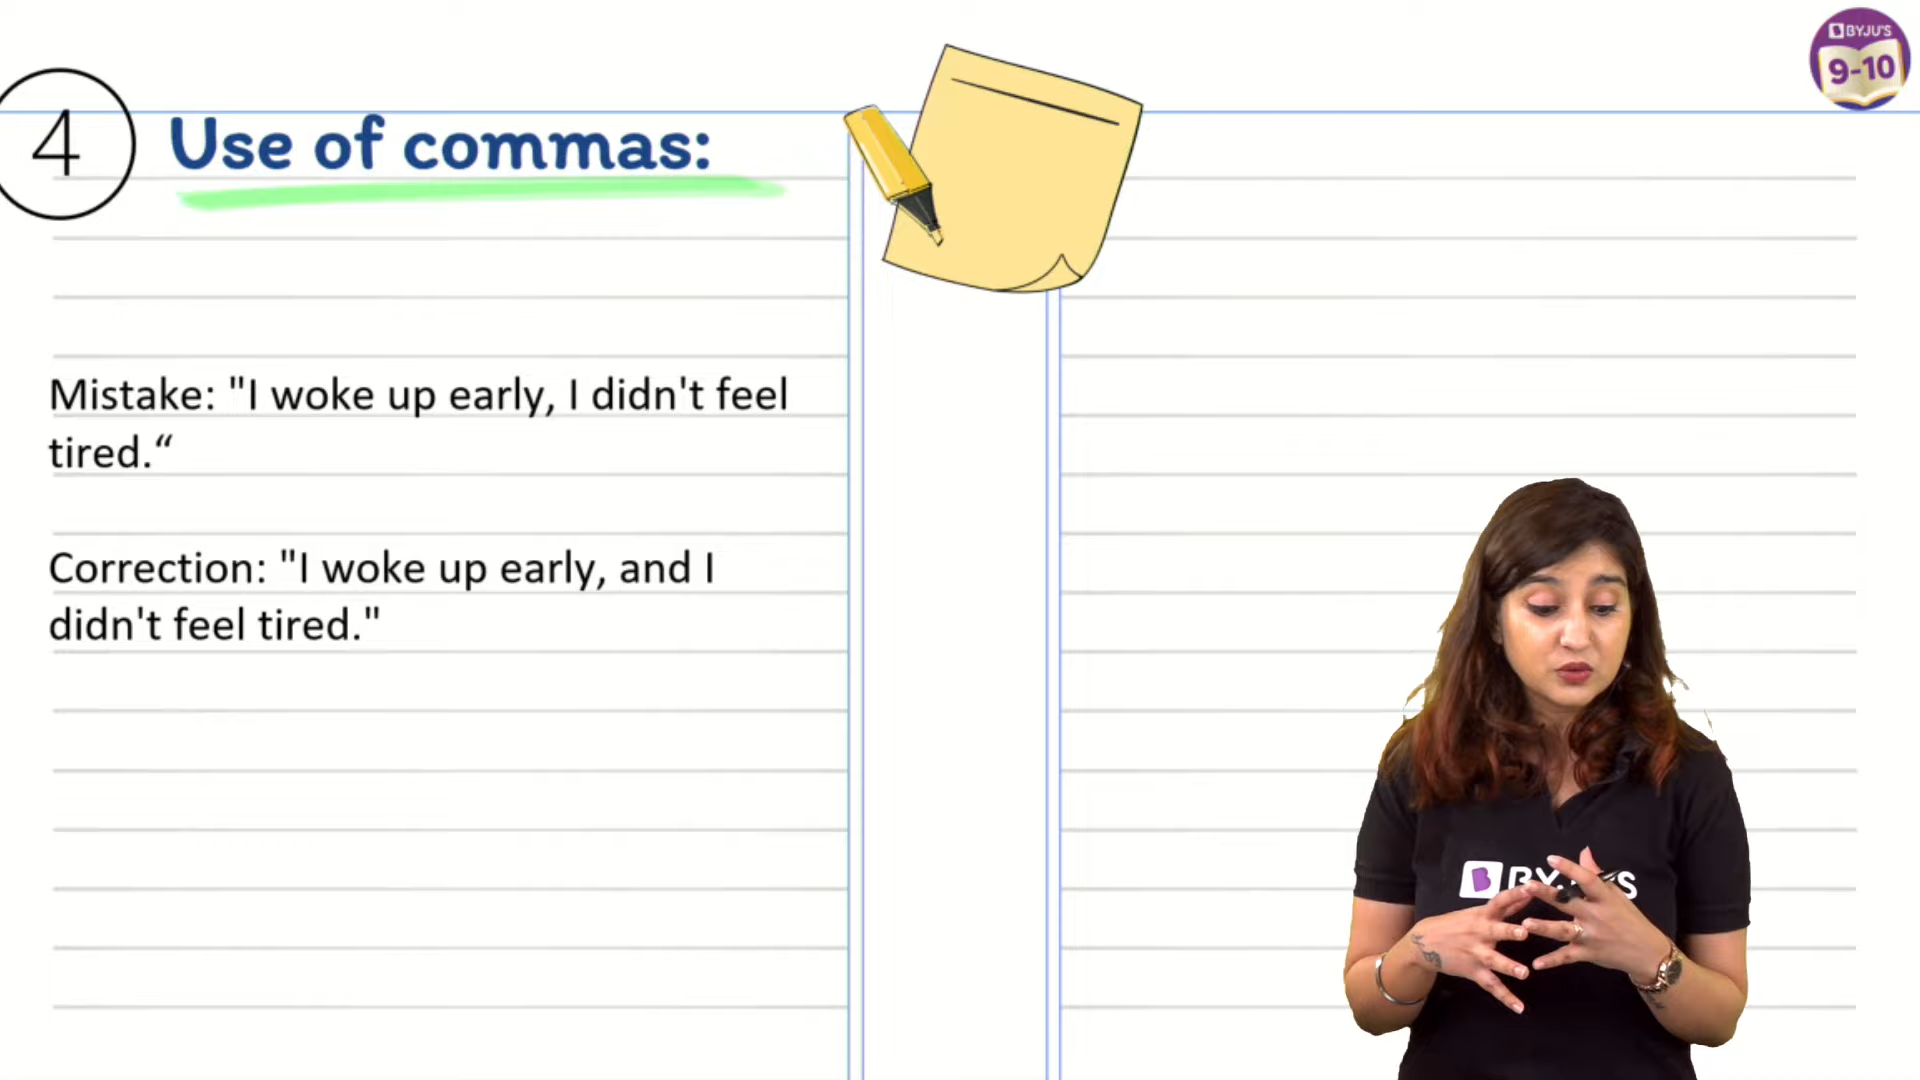 BYJU'S
9-10
4
Use of commas:
Mistake: "I woke up early, I didn't feel
tired.“
Correction: "I woke up early, and I
didn't feel tired."